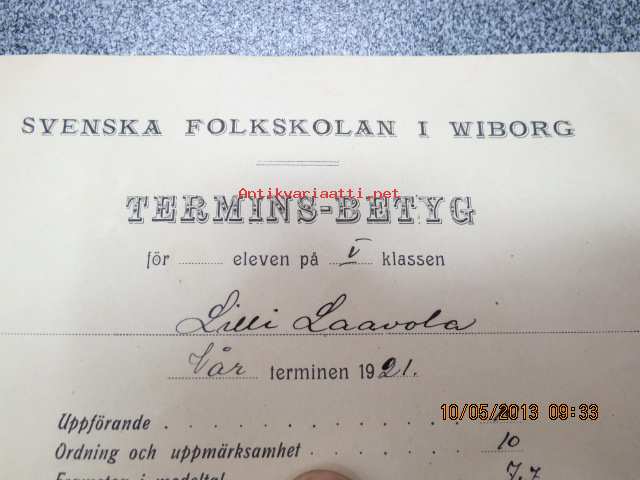 SVENSKA FOLKSKOLAN I WIBORG
Antikvariaatti.net
TERMINS-BETYG
för ........ eleven på V klassen
Lilli Laavola
Vår terminen 1921.
Uppförande
10/05/2013 09:33
Ordning och uppmärksamhet 10
7,7